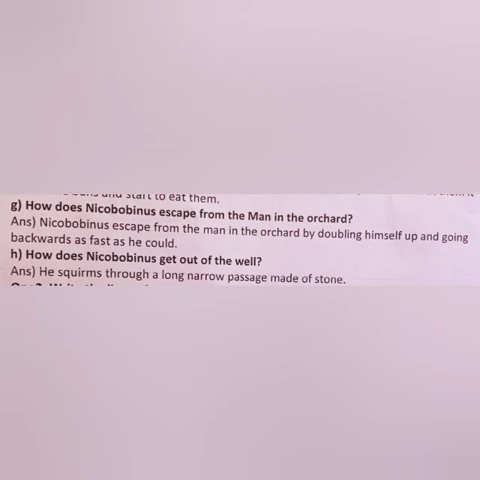 start to eat them.
g) How does Nicobobinus escape from the Man in the orchard?
Ans) Nicobobinus escape from the man in the orchard by doubling himself up and going
backwards as fast as he could.
h) How does Nicobobinus get out of the well?
Ans) He squirms through a long narrow passage made of stone.